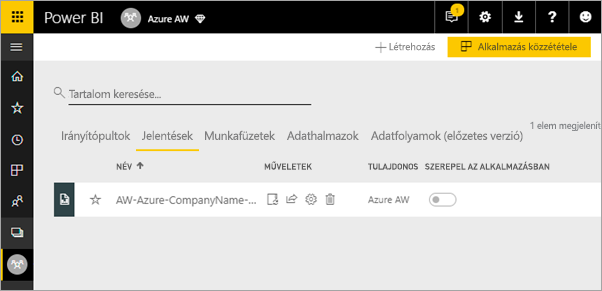 Power BI Azure AW 1 ?
Létrehozás Alkalmazás közzététele
Tartalom keresése...
1 elem megjelenít
Irányítópultok Jelentések Munkafüzetek Adathalmazok Adatfolyamok (előzetes verzió)
NÉV MŰVELETEK TULAJDONOS SZEREPEL AZ ALKALMAZÁSBAN
AW-Azure-CompanyName-... Azure AW